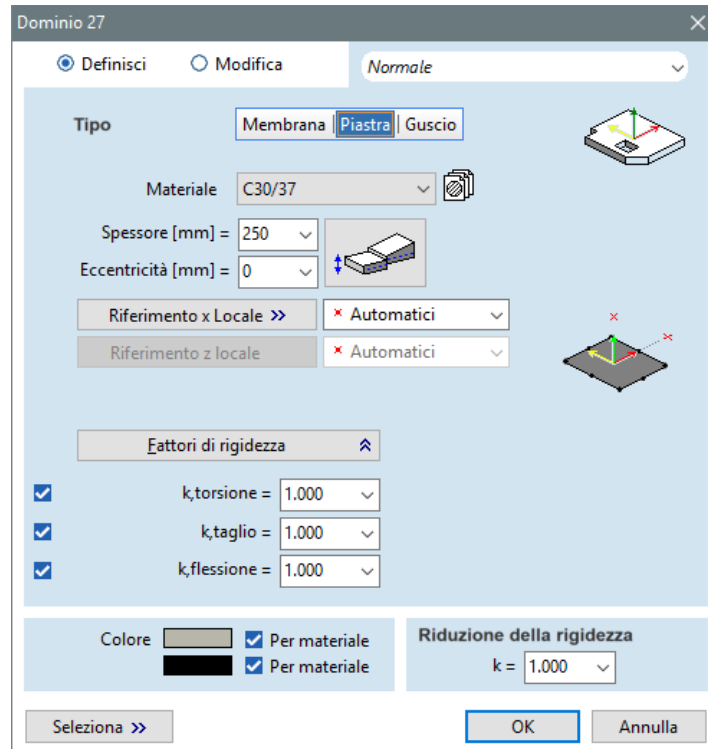 Dominio 27
Definisci Modifica Normale
Tipo Membrana | Piastra | Guscio
Materiale C30/37
Spessore [mm] = 250
Eccentricità [mm] = 0
Riferimento x Locale >> Automatici
Riferimento z locale Automatici
Fattori di rigidezza
k,torsione = 1.000
k,taglio = 1.000
k,flessione = 1.000
Colore Per materiale
Per materiale
Riduzione della rigidezza
k = 1.000
Seleziona >> OK Annulla